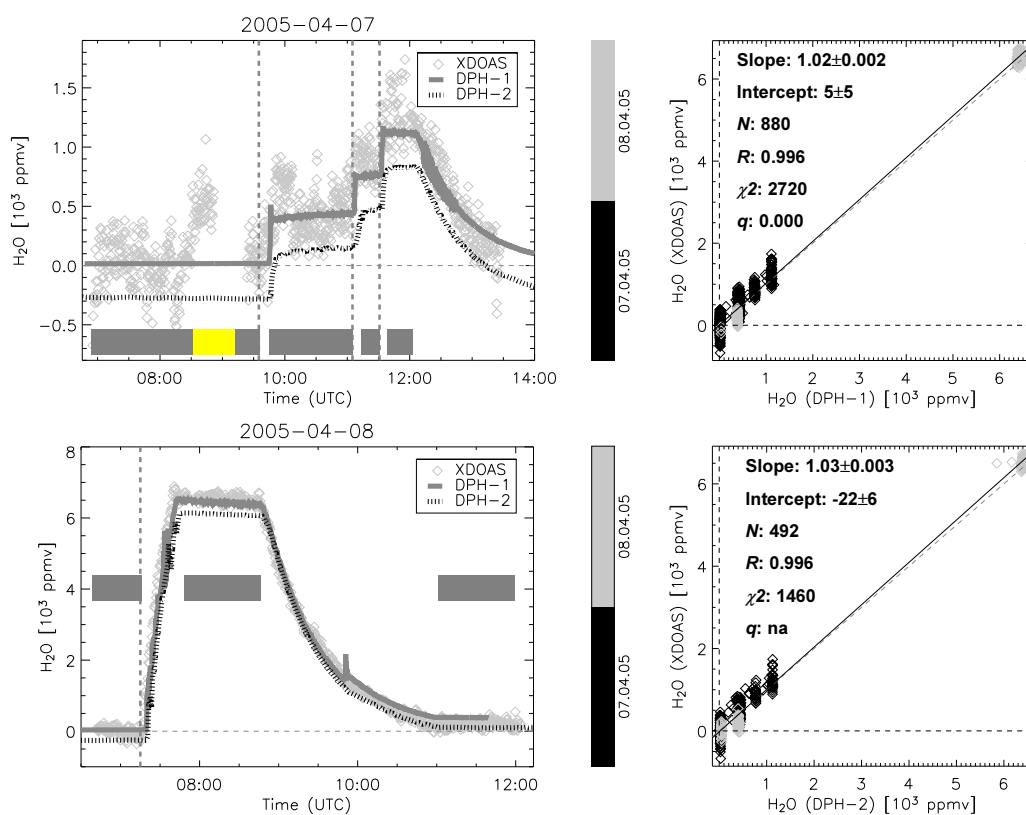 2005-04-07
XDOAS
DPH-1
DPH-2
H₂O [10³ ppmv]
1.5
1.0
0.5
0.0
−0.5
08:00 10:00 12:00 14:00
Time (UTC)
08.04.05
07.04.05
Slope: 1.02±0.002
Intercept: 5±5
N: 880
R: 0.996
χ2: 2720
q: 0.000
H₂O (XDOAS) [10³ ppmv]
6
4
2
0
1 2 3 4 5 6
H₂O (DPH-1) [10³ ppmv]
2005-04-08
XDOAS
DPH-1
DPH-2
H₂O [10³ ppmv]
8
6
4
2
0
08:00 10:00 12:00
Time (UTC)
08.04.05
07.04.05
Slope: 1.03±0.003
Intercept: -22±6
N: 492
R: 0.996
χ2: 1460
q: na
H₂O (XDOAS) [10³ ppmv]
6
4
2
0
1 2 3 4 5 6
H₂O (DPH-2) [10³ ppmv]